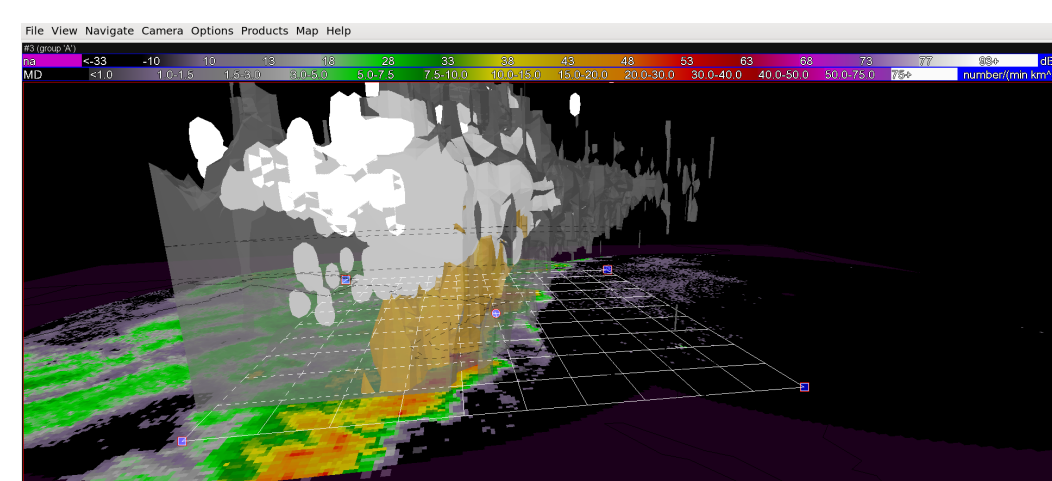 File View Navigate Camera Options Products Map Help
#3 (group 'A')
na <-33 -10 10 13 18 28 33 38 43 48 53 63 68 73 77 93+ dB
MD <1.0 1.0-1.5 1.5-3.0 3.0-5.0 5.0-7.5 7.5-10.0 10.0-15.0 15.0-20.0 20.0-30.0 30.0-40.0 40.0-50.0 50.0-75.0 75+ number/(min km^